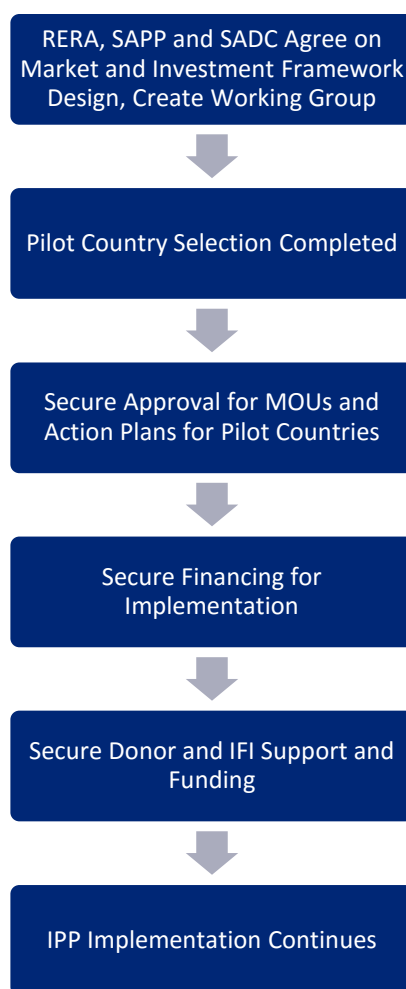 RERA, SAPP and SADC Agree on
Market and Investment Framework
Design, Create Working Group
Pilot Country Selection Completed
Secure Approval for MOUs and
Action Plans for Pilot Countries
Secure Financing for
Implementation
Secure Donor and IFI Support and
Funding
IPP Implementation Continues